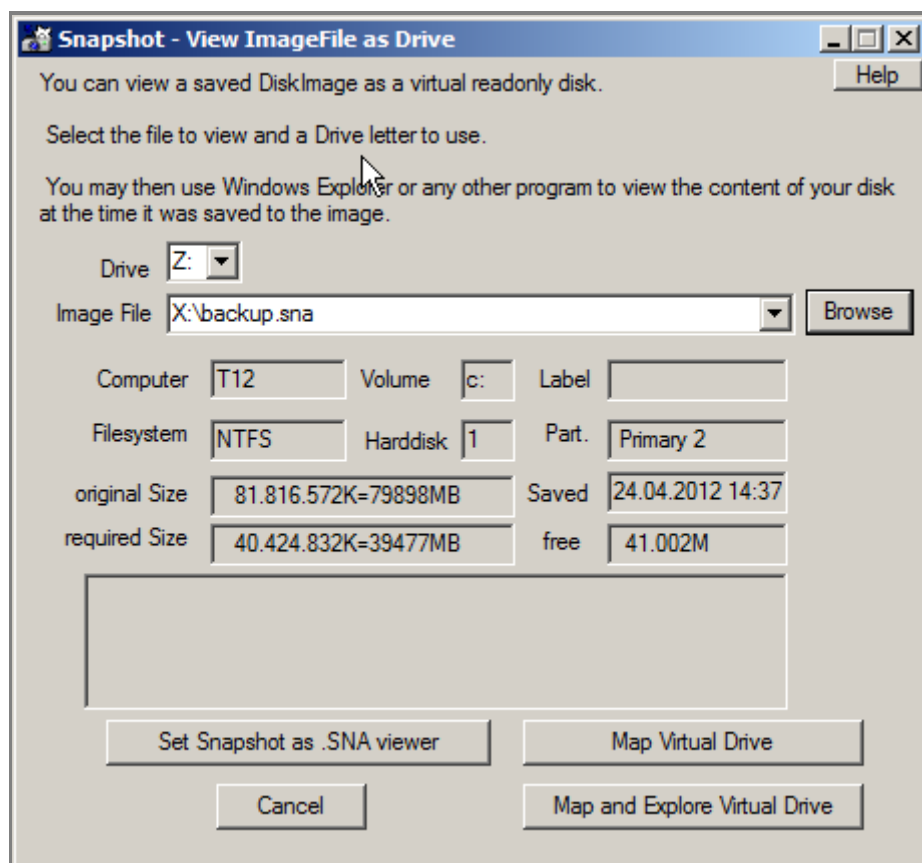 Snapshot - View ImageFile as Drive
You can view a saved DiskImage as a virtual readonly disk.
Help
Select the file to view and a Drive letter to use.
You may then use Windows Explorer or any other program to view the content of your disk
at the time it was saved to the image.
Drive Z:
Image File X:\backup.sna Browse
Computer T12 Volume c: Label
Filesystem NTFS Harddisk 1 Part. Primary 2
original Size 81.816.572K=79898MB Saved 24.04.2012 14:37
required Size 40.424.832K=39477MB free 41.002M
Set Snapshot as .SNA viewer Map Virtual Drive
Cancel Map and Explore Virtual Drive